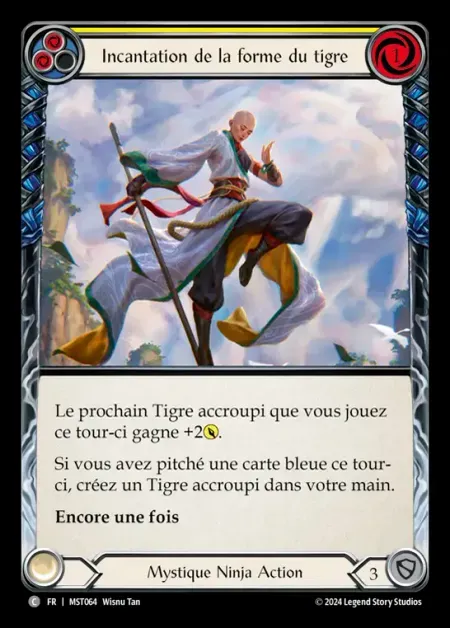 Incantation de la forme du tigre
1
Le prochain Tigre accroupi que vous jouez
ce tour-ci gagne +2.
Si vous avez pitché une carte bleue ce tour-
ci, créez un Tigre accroupi dans votre main.
Encore une fois
Mystique Ninja Action
3
C FR | MST064 Wisnu Tan
© 2024 Legend Story Studios